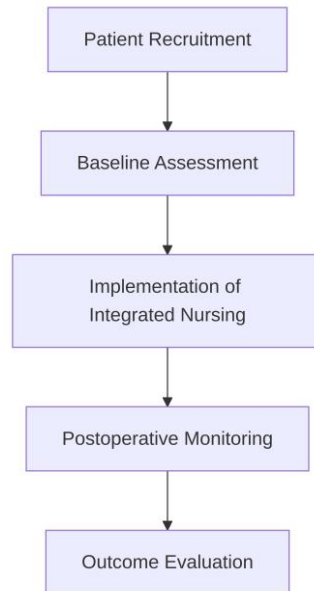 Patient Recruitment
Baseline Assessment
Implementation of
Integrated Nursing
Postoperative Monitoring
Outcome Evaluation